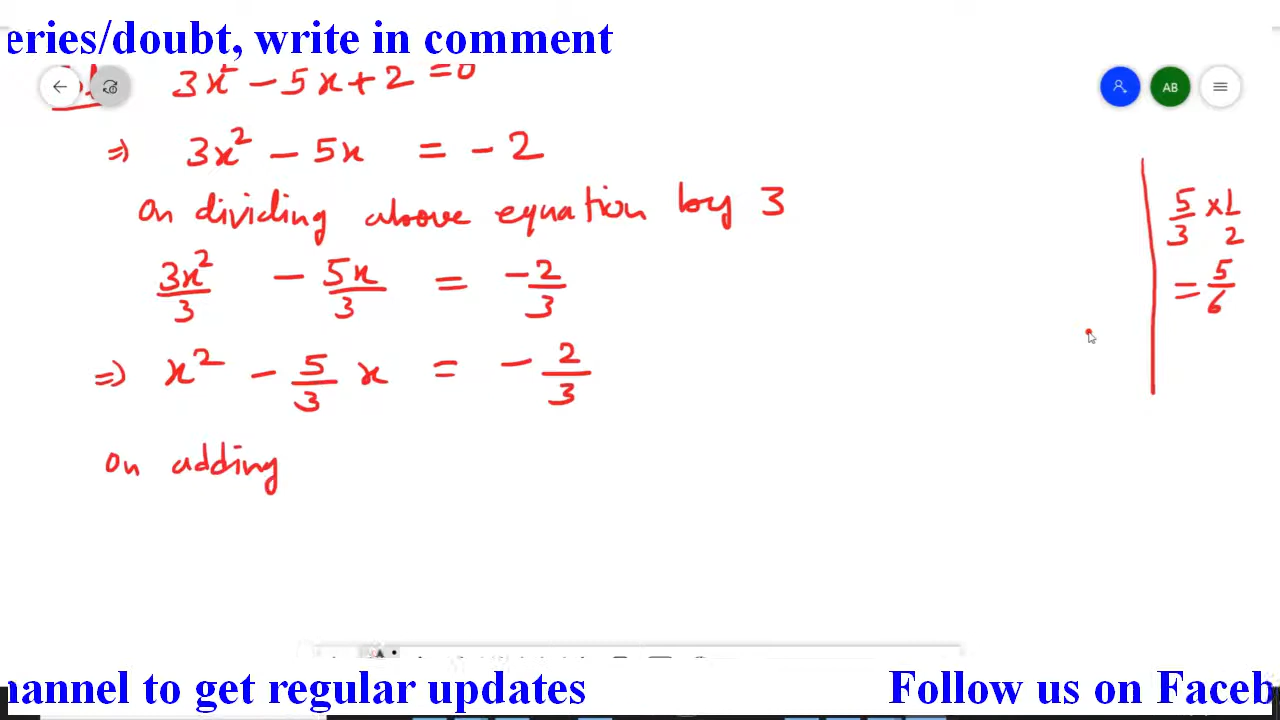 eries/doubt, write in comment
3x² - 5x + 2 = 0
AB
⇒ 3x² - 5x = -2
On dividing above equation by 3
3x²/3 - 5x/3 = -2/3
⇒ x² - 5/3 x = - 2/3
On adding
5/3 x 1/2
= 5/6
hannel to get regular updates Follow us on Faceb